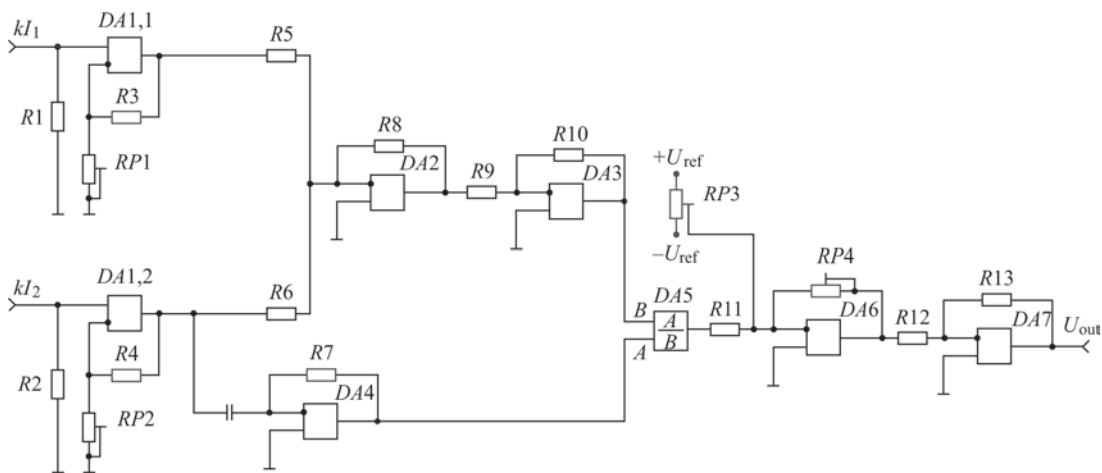 kI1
DA1,1
R5
R3
R1
RP1
R8
DA2
R9
R10
DA3
+Uref
RP3
−Uref
kI2
DA1,2
R6
R4
R2
RP2
R7
DA4
DA5
B
A
A
B
R11
RP4
DA6
R12
R13
DA7
Uout